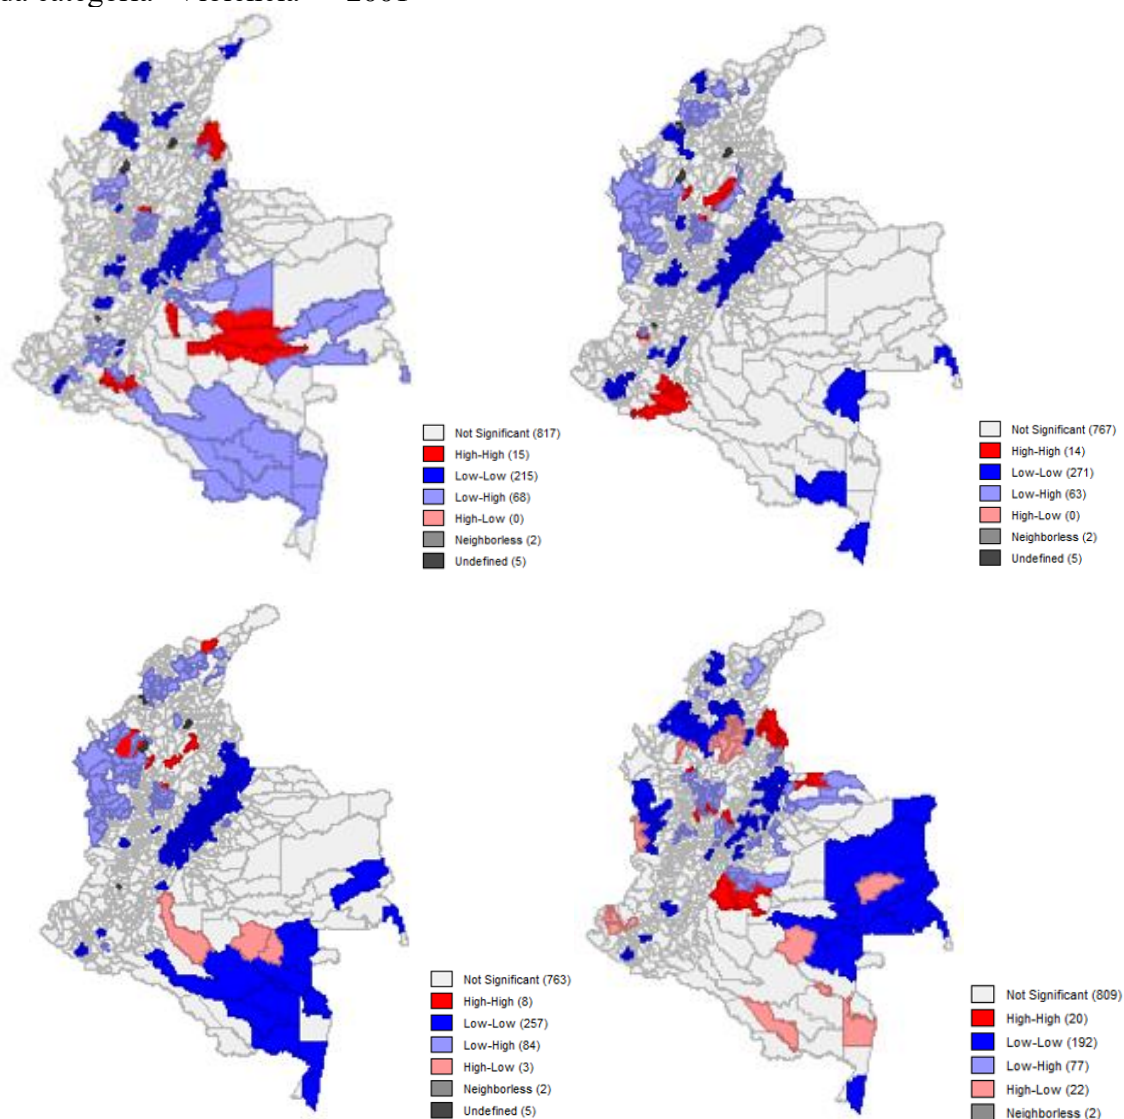 Not Significant (817)
High-High (15)
Low-Low (215)
Low-High (68)
High-Low (0)
Neighborless (2)
Undefined (5)
Not Significant (767)
High-High (14)
Low-Low (271)
Low-High (63)
High-Low (0)
Neighborless (2)
Undefined (5)
Not Significant (763)
High-High (8)
Low-Low (257)
Low-High (84)
High-Low (3)
Neighborless (2)
Undefined (5)
Not Significant (809)
High-High (20)
Low-Low (192)
Low-High (77)
High-Low (22)
Neighborless (2)